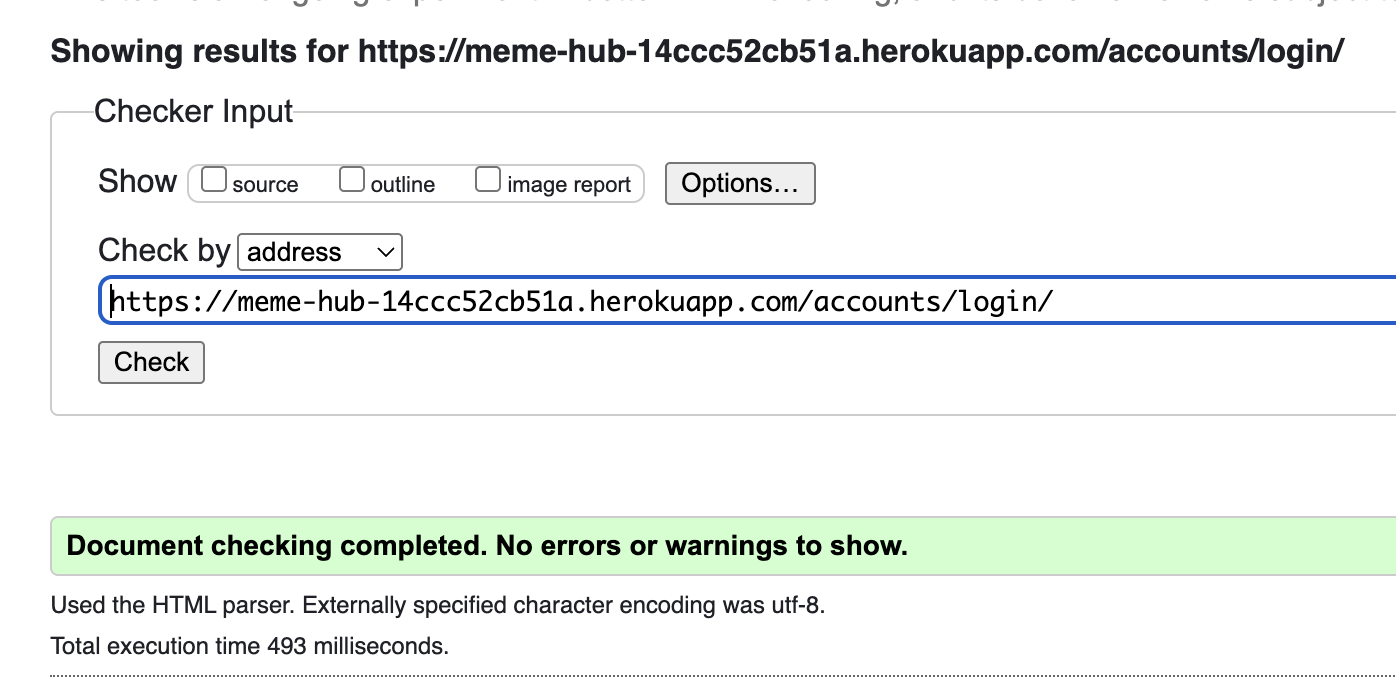 Showing results for https://meme-hub-14ccc52cb51a.herokuapp.com/accounts/login/
Checker Input
Show source outline image report Options...
Check by address
https://meme-hub-14ccc52cb51a.herokuapp.com/accounts/login/
Check
Document checking completed. No errors or warnings to show.
Used the HTML parser. Externally specified character encoding was utf-8.
Total execution time 493 milliseconds.